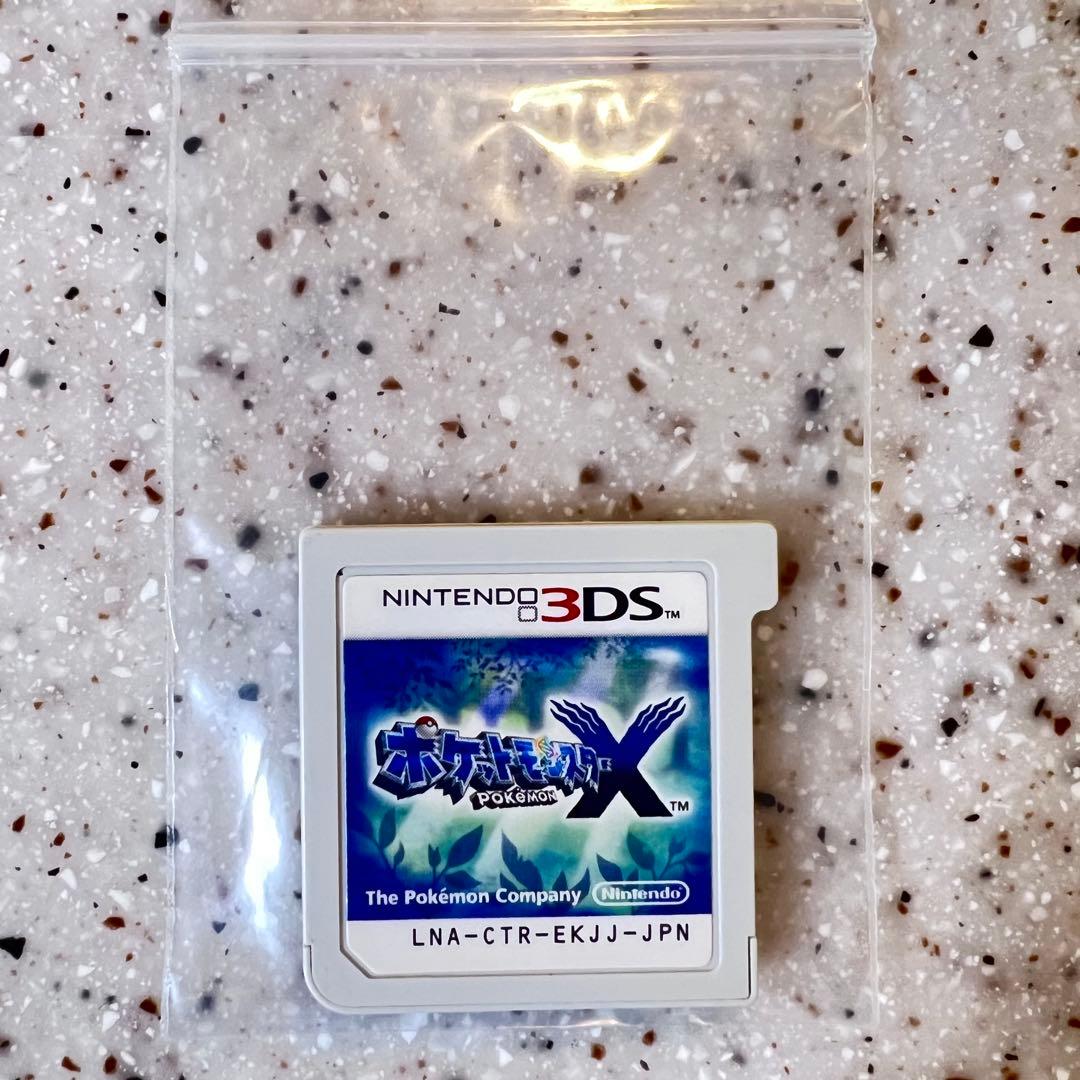 NINTENDO 3DS™
ポケットモンスター X™
POKéMON
The Pokémon Company Nintendo
LNA-CTR-EKJJ-JPN